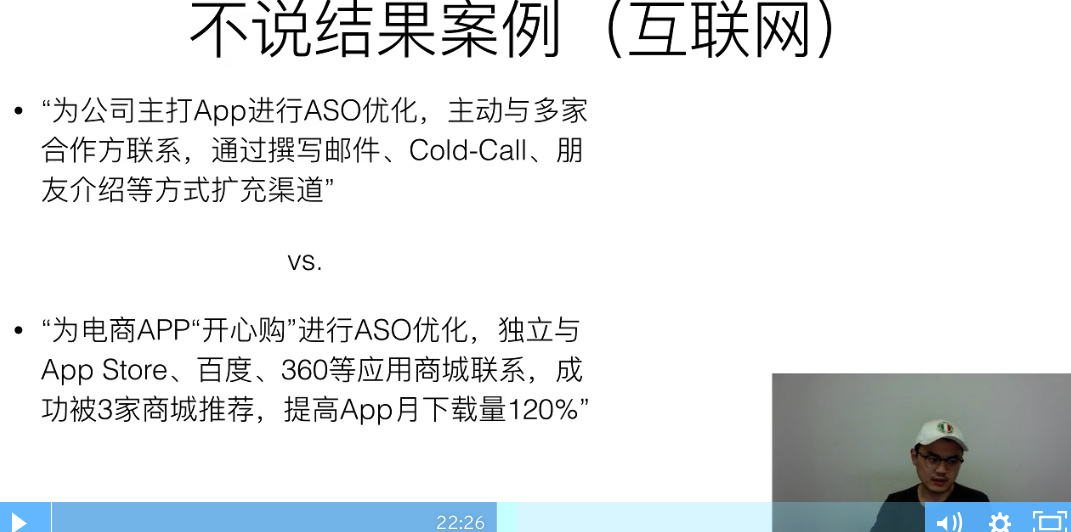 不说结果案例（互联网）
• “为公司主打App进行ASO优化，主动与多家
合作方联系，通过撰写邮件、Cold-Call、朋
友介绍等方式扩充渠道”
vs.
• “为电商APP“开心购”进行ASO优化，独立与
App Store、百度、360等应用商城联系，成
功被3家商城推荐，提高App月下载量120%”
22:26